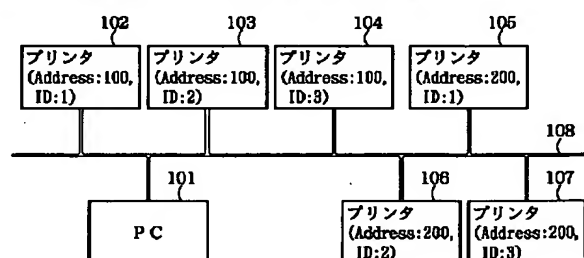 102
103
104
105
プリンタ
(Address:100,
ID:1)
プリンタ
(Address:100,
ID:2)
プリンタ
(Address:100,
ID:3)
プリンタ
(Address:200,
ID:1)
108
101
106
107
PC
プリンタ
(Address:200,
ID:2)
プリンタ
(Address:200,
ID:3)